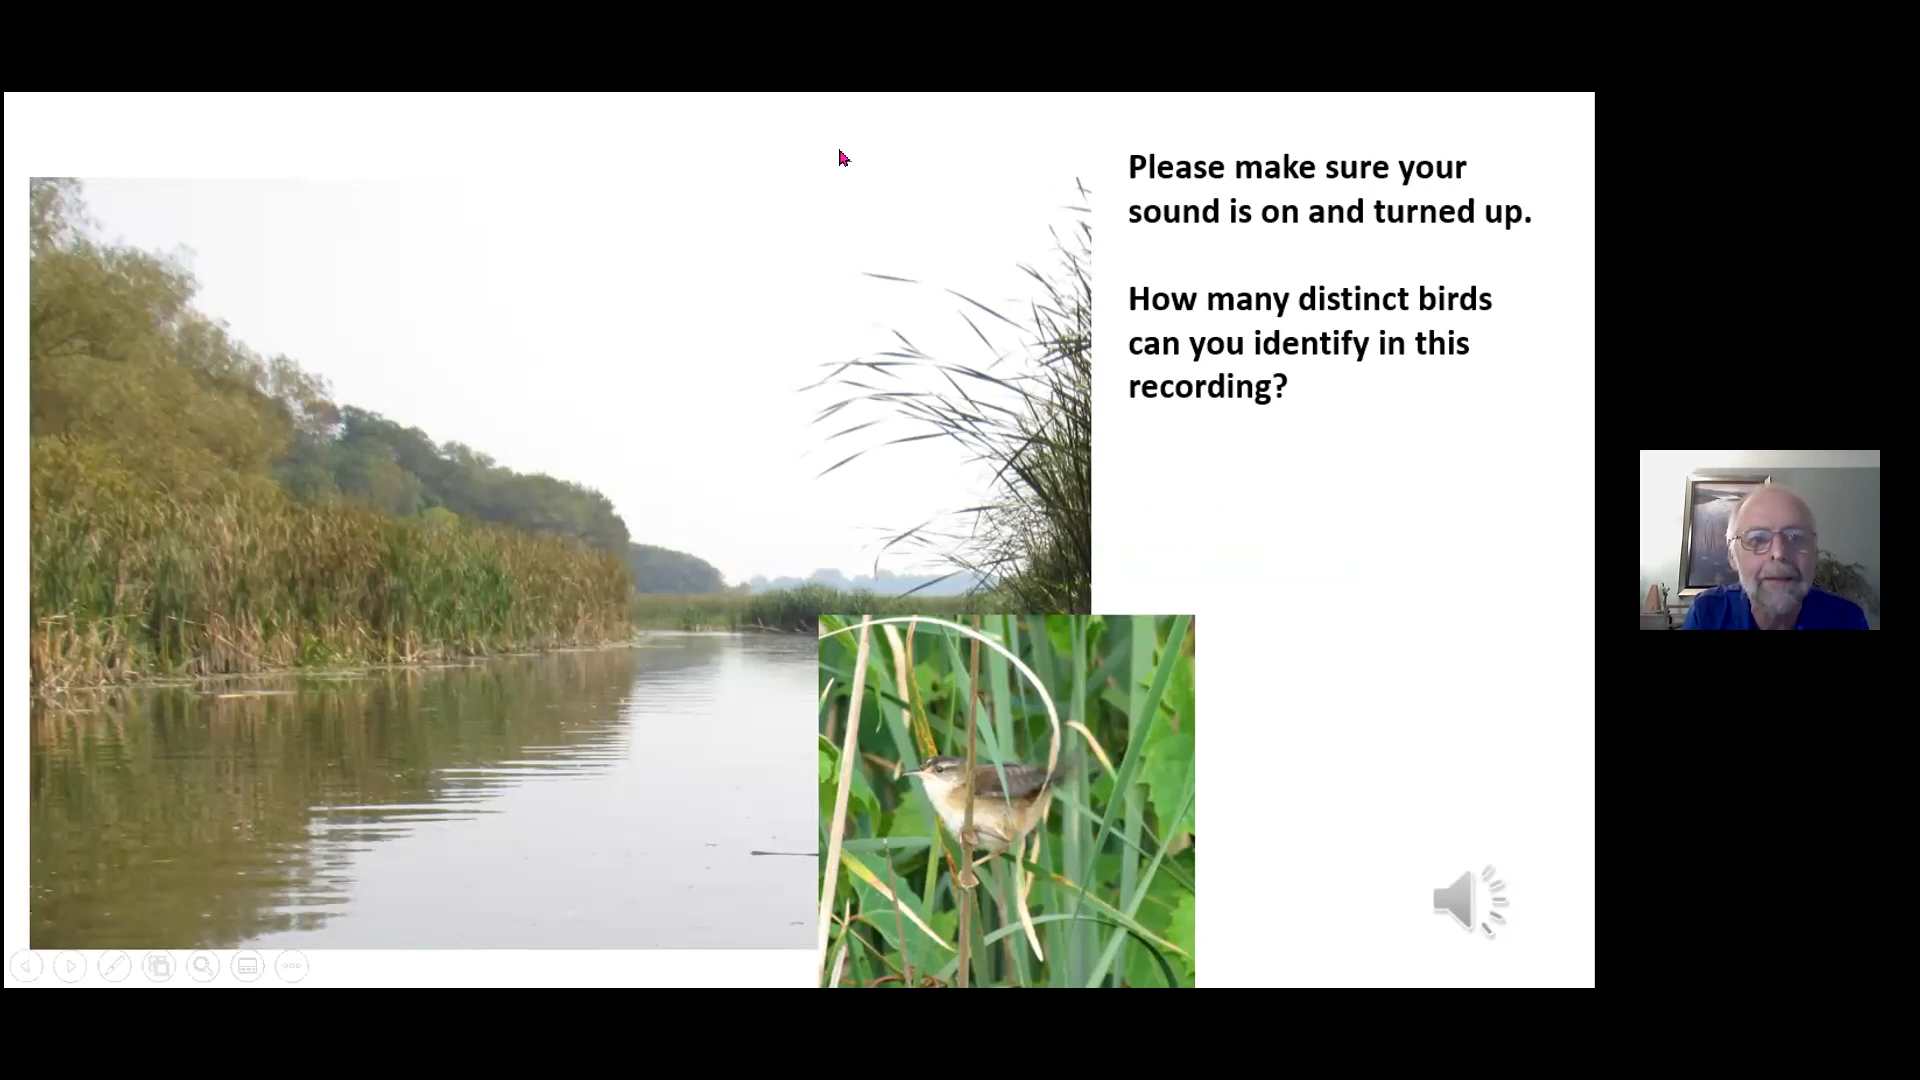 Please make sure your
sound is on and turned up.
How many distinct birds
can you identify in this
recording?